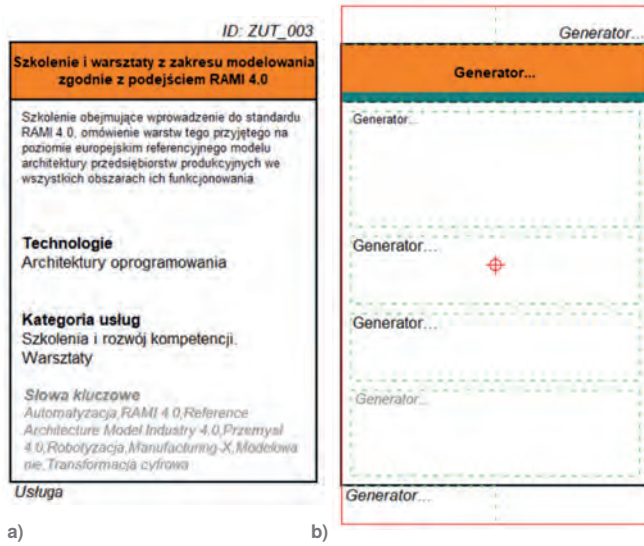 ID: ZUT_003
Szkolenie i warsztaty z zakresu modelowania
zgodnie z podejściem RAMI 4.0
Szkolenie obejmujące wprowadzenie do standardu
RAMI 4.0, omówienie warstw tego przyjętego na
poziomie europejskim referencyjnego modelu
architektury przedsiębiorstw produkcyjnych we
wszystkich obszarach ich funkcjonowania
Technologie
Architektury oprogramowania
Kategoria usług
Szkolenia i rozwój kompetencji.
Warsztaty
Słowa kluczowe
Automatyzacja,RAMI 4.0,Reference
Architecture Model Industry 4.0,Przemysł
4.0,Robotyzacja,Manufacturing-X,Modelowa
nie,Transformacja cyfrowa
Usługa
a)
Generator...
Generator...
Generator...
Generator...
Generator...
Generator...
Generator...
b)